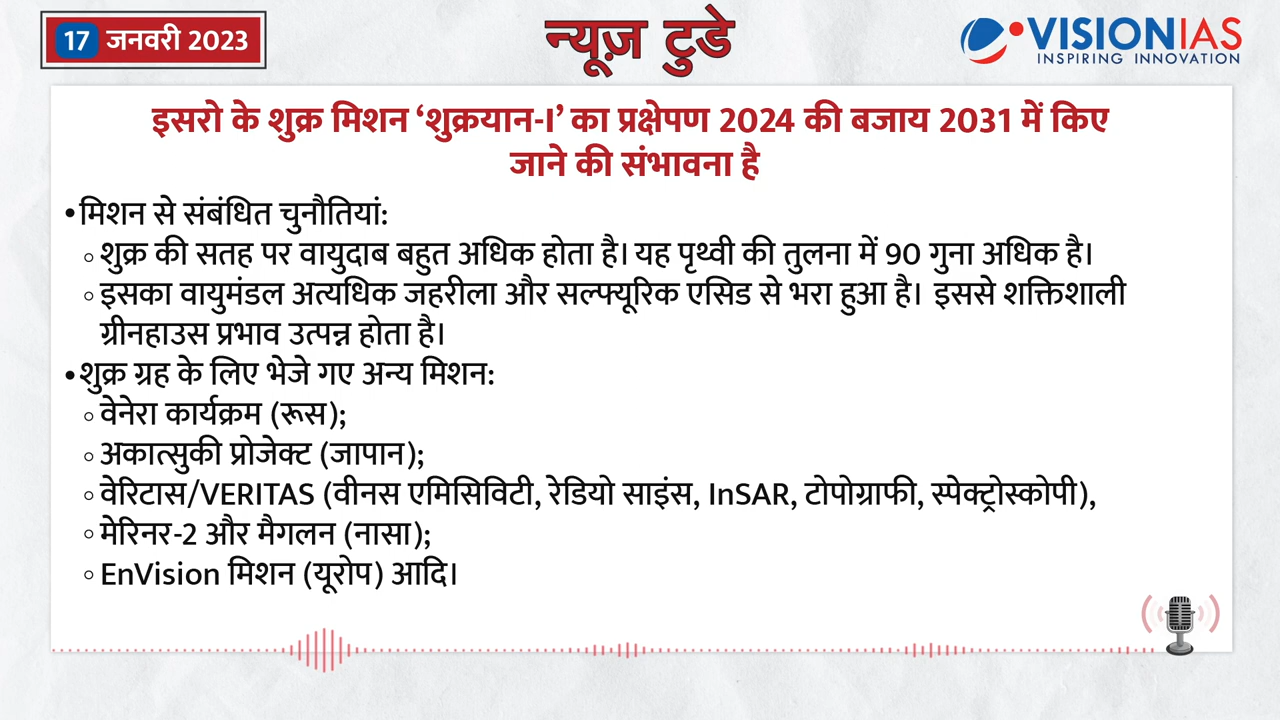 17 जनवरी 2023
न्यूज़ टुडे
VISIONIAS
INSPIRING INNOVATION
इसरो के शुक्र मिशन ‘शुक्रयान-I’ का प्रक्षेपण 2024 की बजाय 2031 में किए
जाने की संभावना है
•मिशन से संबंधित चुनौतियां:
○शुक्र की सतह पर वायुदाब बहुत अधिक होता है। यह पृथ्वी की तुलना में 90 गुना अधिक है।
○इसका वायुमंडल अत्यधिक जहरीला और सल्फ्यूरिक एसिड से भरा हुआ है। इससे शक्तिशाली
ग्रीनहाउस प्रभाव उत्पन्न होता है।
•शुक्र ग्रह के लिए भेजे गए अन्य मिशन:
○वेनेरा कार्यक्रम (रूस);
○अकात्सुकी प्रोजेक्ट (जापान);
○वेरिटास/VERITAS (वीनस एमिसिविटी, रेडियो साइंस, InSAR, टोपोग्राफी, स्पेक्ट्रोस्कोपी),
○मेरिनर-2 और मैगलन (नासा);
○EnVision मिशन (यूरोप) आदि।